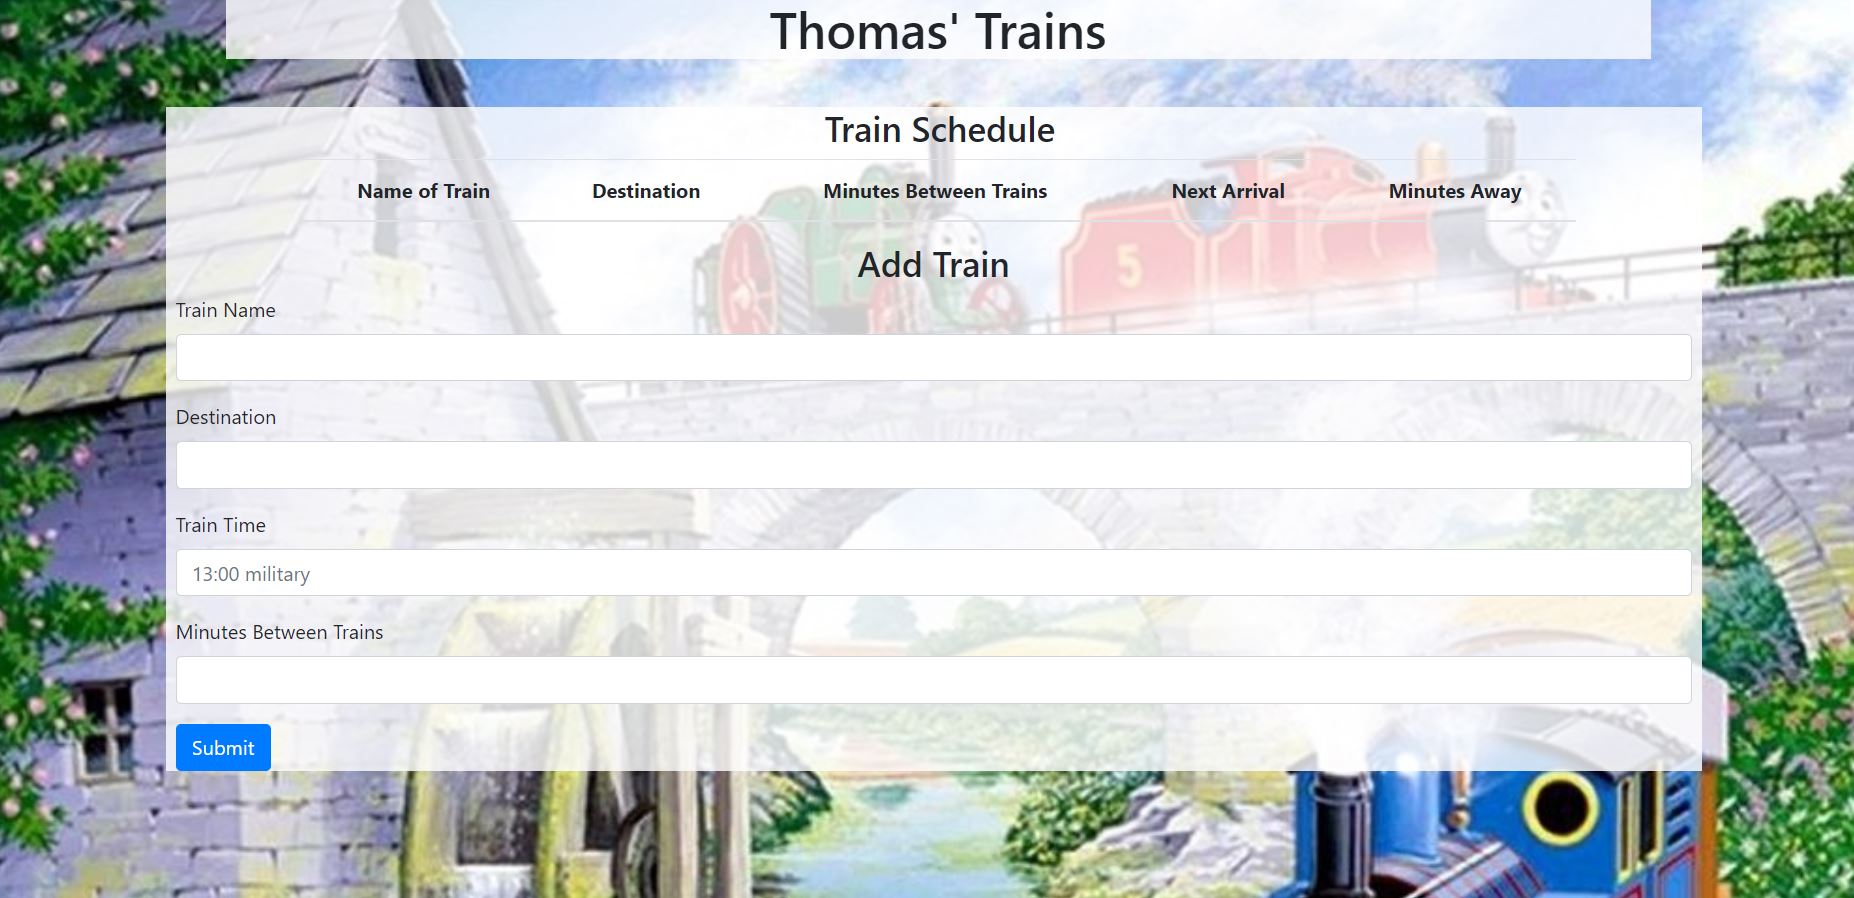 Thomas' Trains
Train Schedule
Name of Train Destination Minutes Between Trains Next Arrival Minutes Away
Add Train
5
Train Name
Destination
Train Time
13:00 military
Minutes Between Trains
Submit